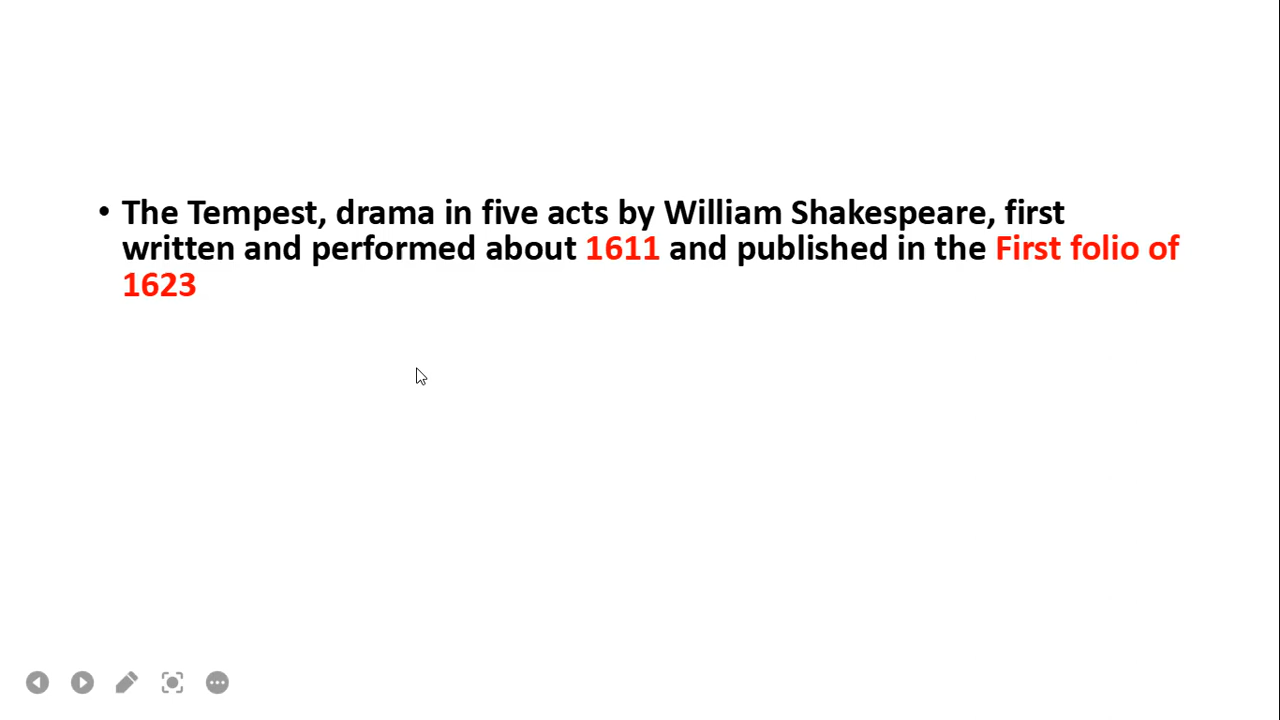 • The Tempest, drama in five acts by William Shakespeare, first
written and performed about 1611 and published in the First folio of
1623